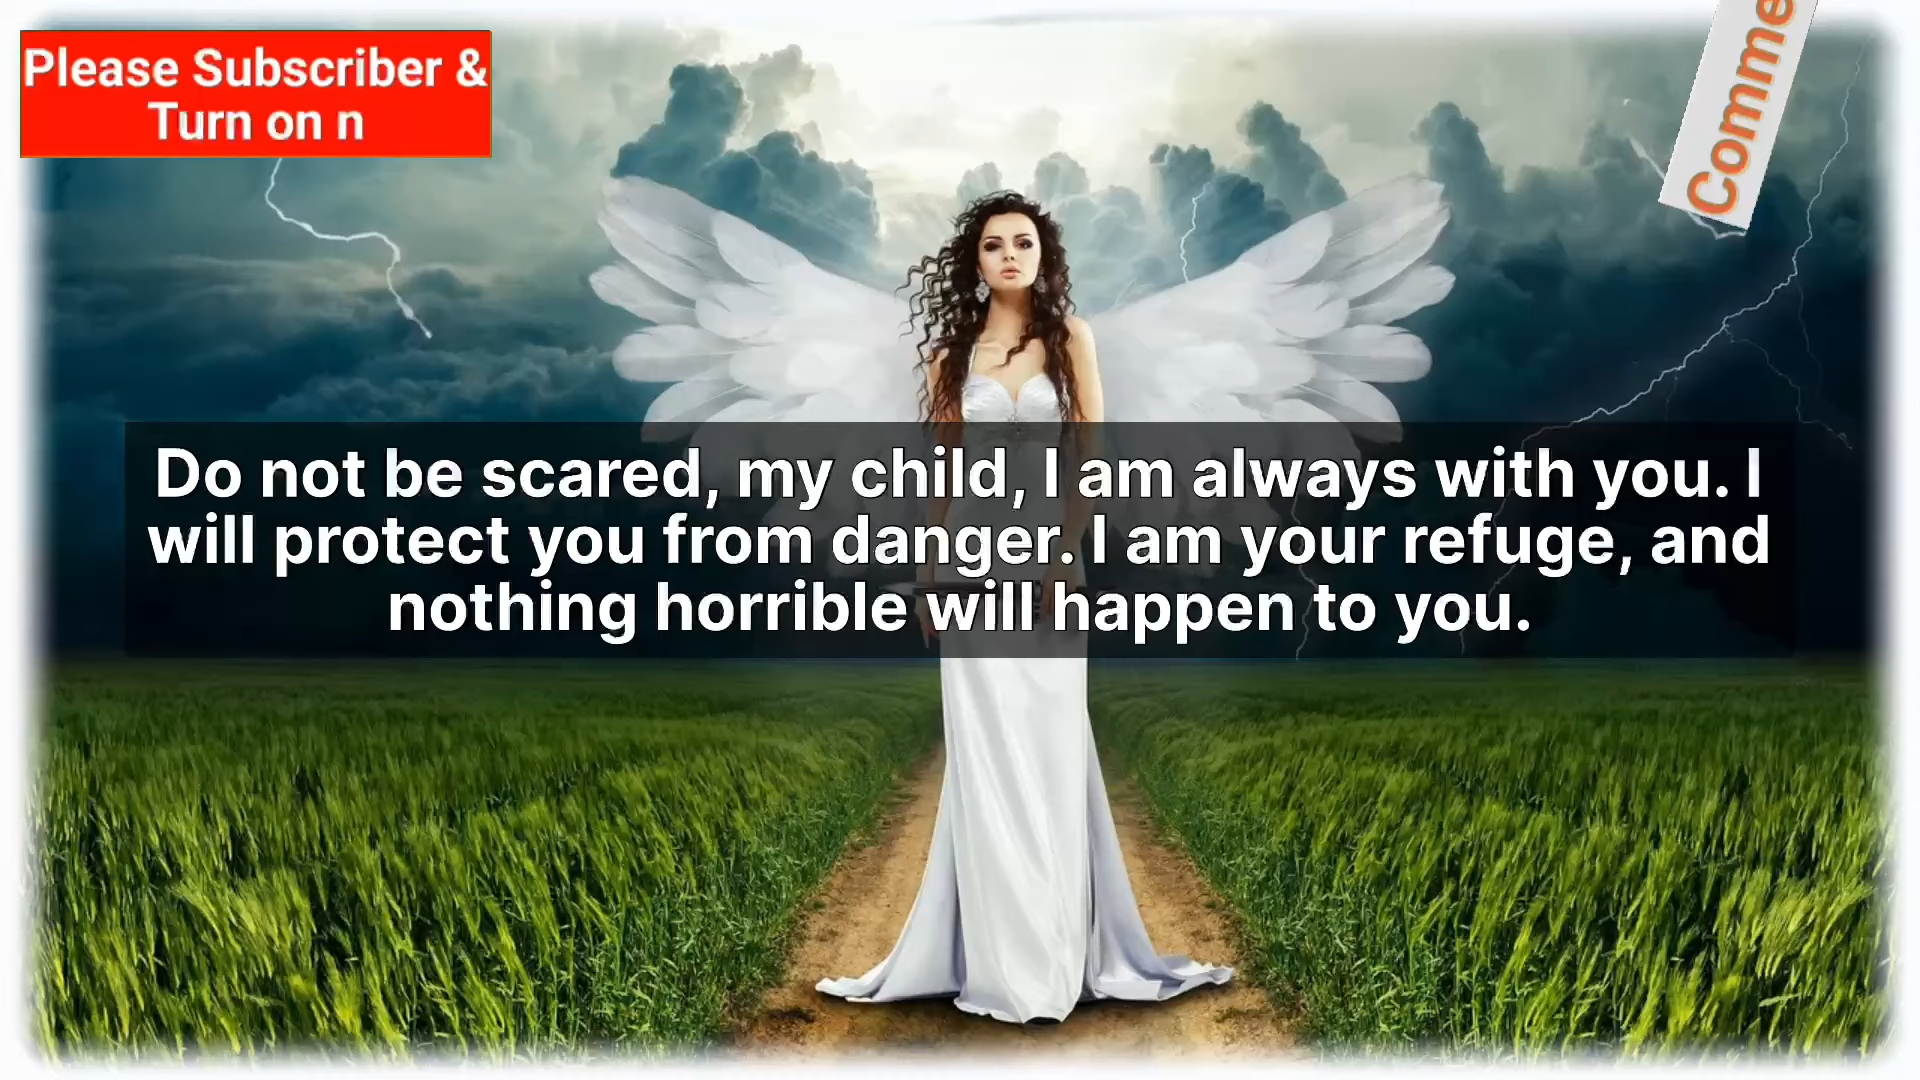 Please Subscriber &
Turn on n
Comme
Do not be scared, my child, I am always with you. I
will protect you from danger. I am your refuge, and
nothing horrible will happen to you.